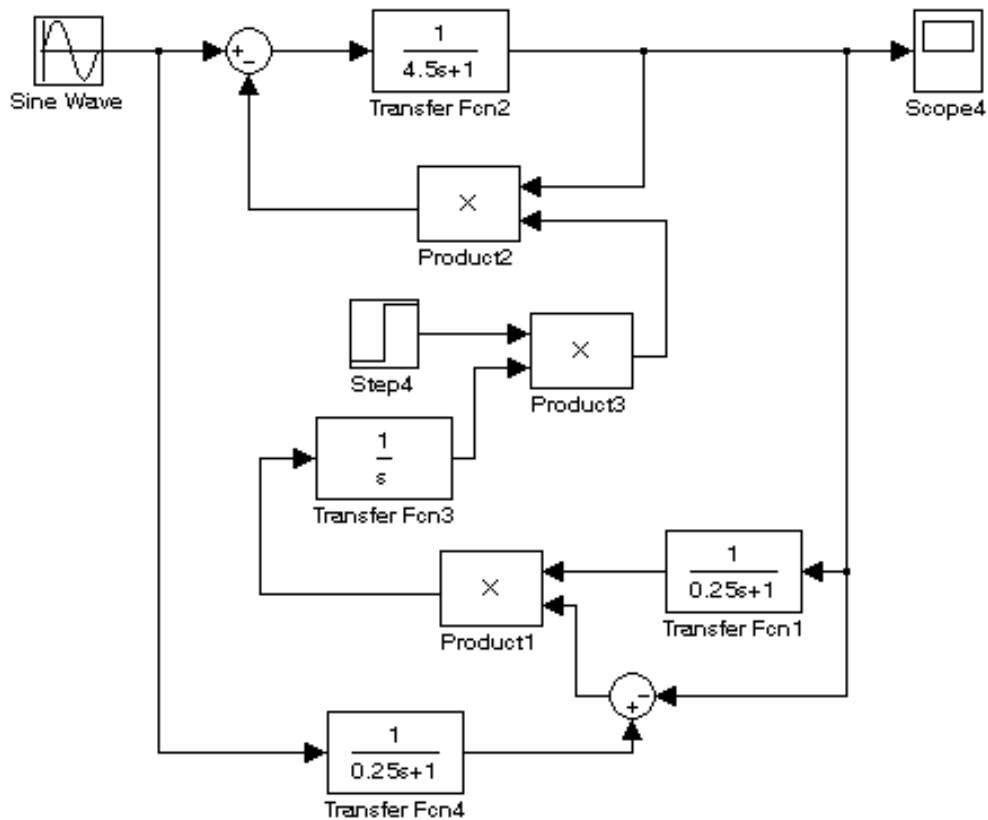 Sine Wave
+
−
1
4.5s+1
Transfer Fcn2
Scope4
×
Product2
Step4
×
Product3
1
s
Transfer Fcn3
×
Product1
1
0.25s+1
Transfer Fcn1
−
+
1
0.25s+1
Transfer Fcn4